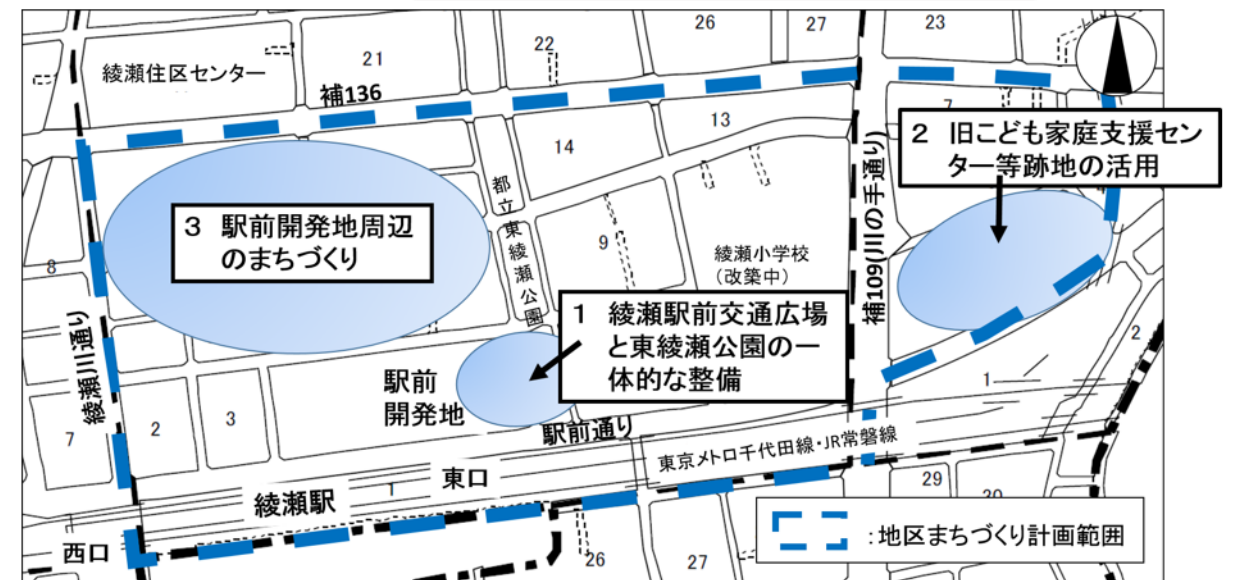 26
27
23
22
21
綾瀬住区センター
補136
7
2 旧こども家庭支援セン
ター等跡地の活用
13
14
都立東綾瀬公園
補109(川の手通り)
3 駅前開発地周辺
のまちづくり
9
綾瀬小学校
(改築中)
8
1 綾瀬駅前交通広場
と東綾瀬公園の一
体的な整備
綾瀬川通り
2
駅前
開発地
1
3
2
7
駅前通り
東京メトロ千代田線・JR常磐線
東口
1
綾瀬駅
29
30
:地区まちづくり計画範囲
西口
26
27